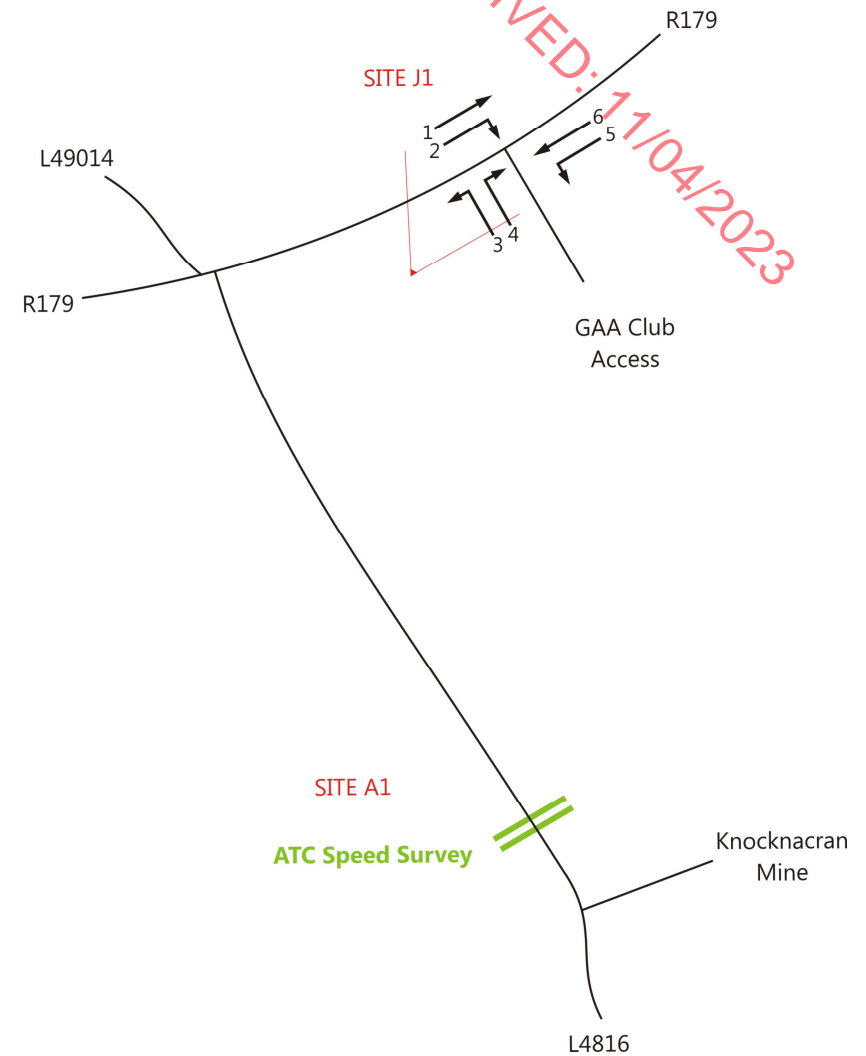 R179
SITE J1
1
2
6
5
L49014
3
4
R179
GAA Club
Access
SITE A1
ATC Speed Survey
Knocknacran
Mine
L4816
VED: 11/04/2023